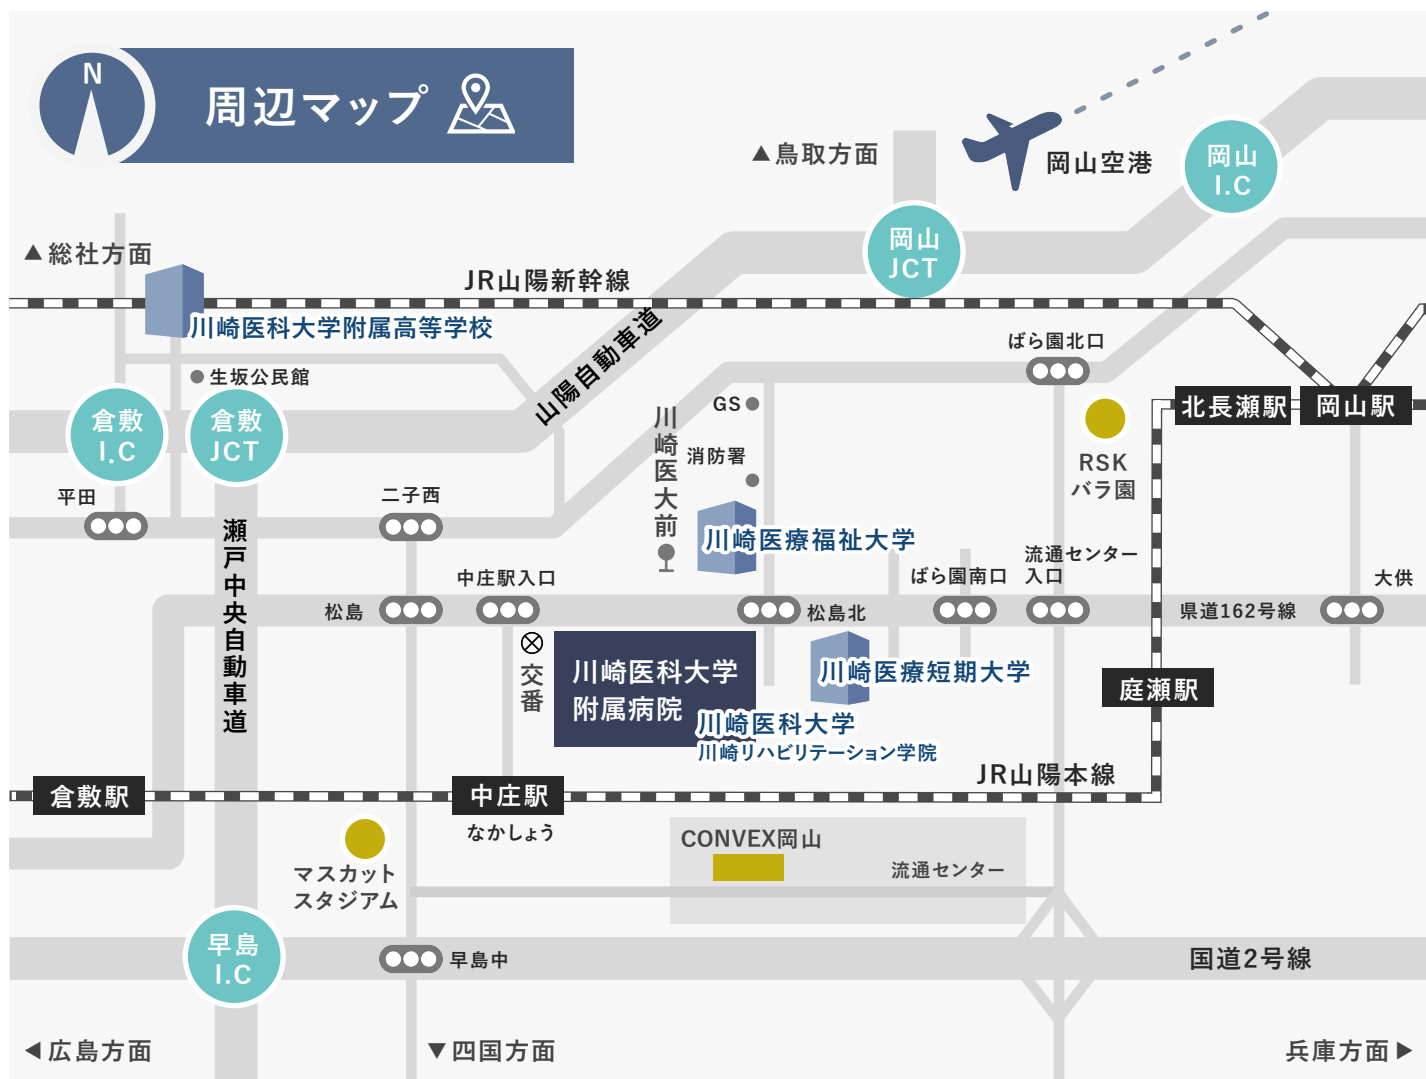 N
周辺マップ
▲鳥取方面
岡山空港
岡山
I.C
岡山
JCT
▲総社方面
JR山陽新幹線
川崎医科大学附属高等学校
山陽自動車道
ばら園北口
生坂公民館
倉敷
I.C
倉敷
JCT
GS
川崎医大前
消防署
北長瀬駅
岡山駅
RSK
バラ園
平田
二子西
瀬戸中央自動車道
川崎医療福祉大学
中庄駅入口
ばら園南口
流通センター
入口
大供
松島
松島北
県道162号線
交番
川崎医科大学
附属病院
川崎医療短期大学
川崎医科大学
川崎リハビリテーション学院
庭瀬駅
JR山陽本線
倉敷駅
中庄駅
なかしょう
マスカット
スタジアム
CONVEX岡山
流通センター
早島
I.C
早島中
国道2号線
◀広島方面
▼四国方面
兵庫方面▶